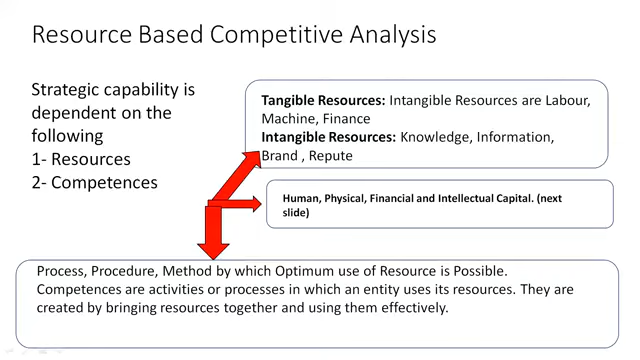 Resource Based Competitive Analysis
Strategic capability is
dependent on the
following
1- Resources
2- Competences
Tangible Resources: Intangible Resources are Labour,
Machine, Finance
Intangible Resources: Knowledge, Information,
Brand , Repute
Human, Physical, Financial and Intellectual Capital. (next
slide)
Process, Procedure, Method by which Optimum use of Resource is Possible.
Competences are activities or processes in which an entity uses its resources. They are
created by bringing resources together and using them effectively.